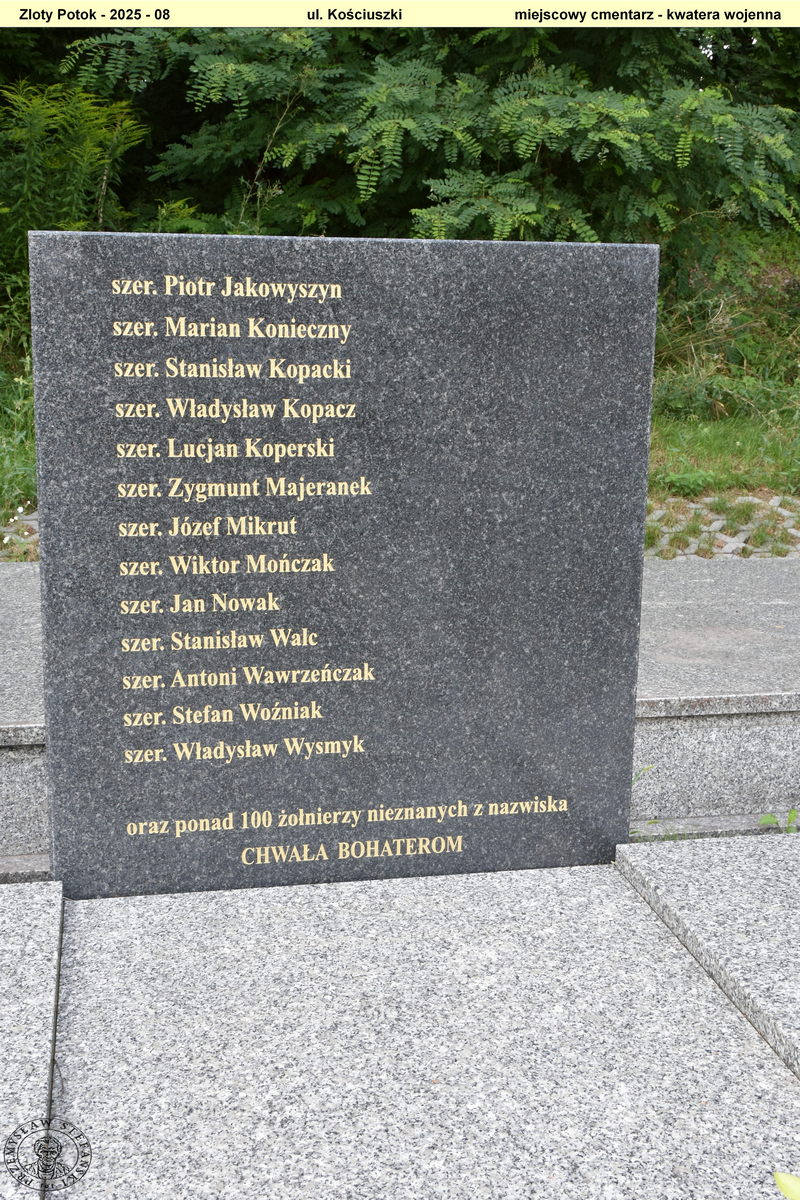 Zloty Potok - 2025 - 08 ul. Kościuszki miejscowy cmentarz - kwatera wojenna
szer. Piotr Jakowyszyn
szer. Marian Konieczny
szer. Stanisław Kopacki
szer. Władysław Kopacz
szer. Lucjan Koperski
szer. Zygmunt Majeranek
szer. Józef Mikrut
szer. Wiktor Mończak
szer. Jan Nowak
szer. Stanisław Walc
szer. Antoni Wawrzeńczak
szer. Stefan Woźniak
szer. Władysław Wysmyk
oraz ponad 100 żołnierzy nieznanych z nazwiska
CHWAŁA BOHATEROM
PRZEMYSŁAW